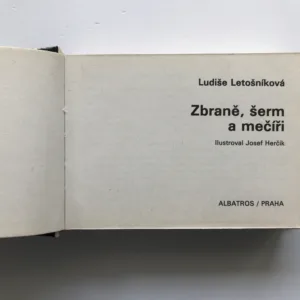 Ludiše Letošníková
Zbraně, šerm
a mečíři
Ilustroval Josef Herčík
ALBATROS / PRAHA